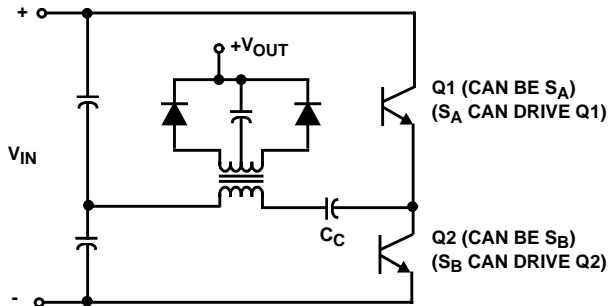 +
+VOUT
Q1 (CAN BE SA)
(SA CAN DRIVE Q1)
VIN
CC
Q2 (CAN BE SB)
(SB CAN DRIVE Q2)
-